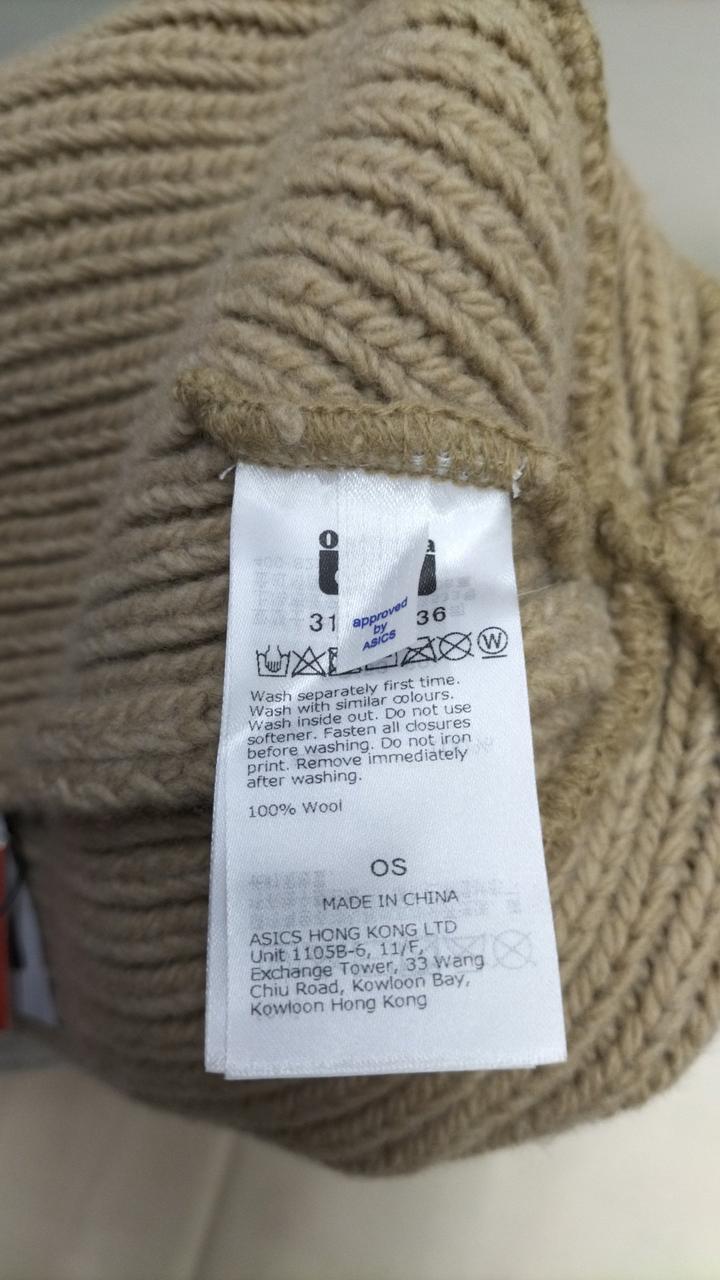 31
36
approved
by
ASICS
W
Wash separately first time.
Wash with similar colours.
Wash inside out. Do not use
softener. Fasten all closures
before washing. Do not iron
print. Remove immediately
after washing.
100% Wool
OS
MADE IN CHINA
ASICS HONG KONG LTD
Unit 1105B-6, 11/F,
Exchange Tower, 33 Wang
Chiu Road, Kowloon Bay,
Kowloon Hong Kong